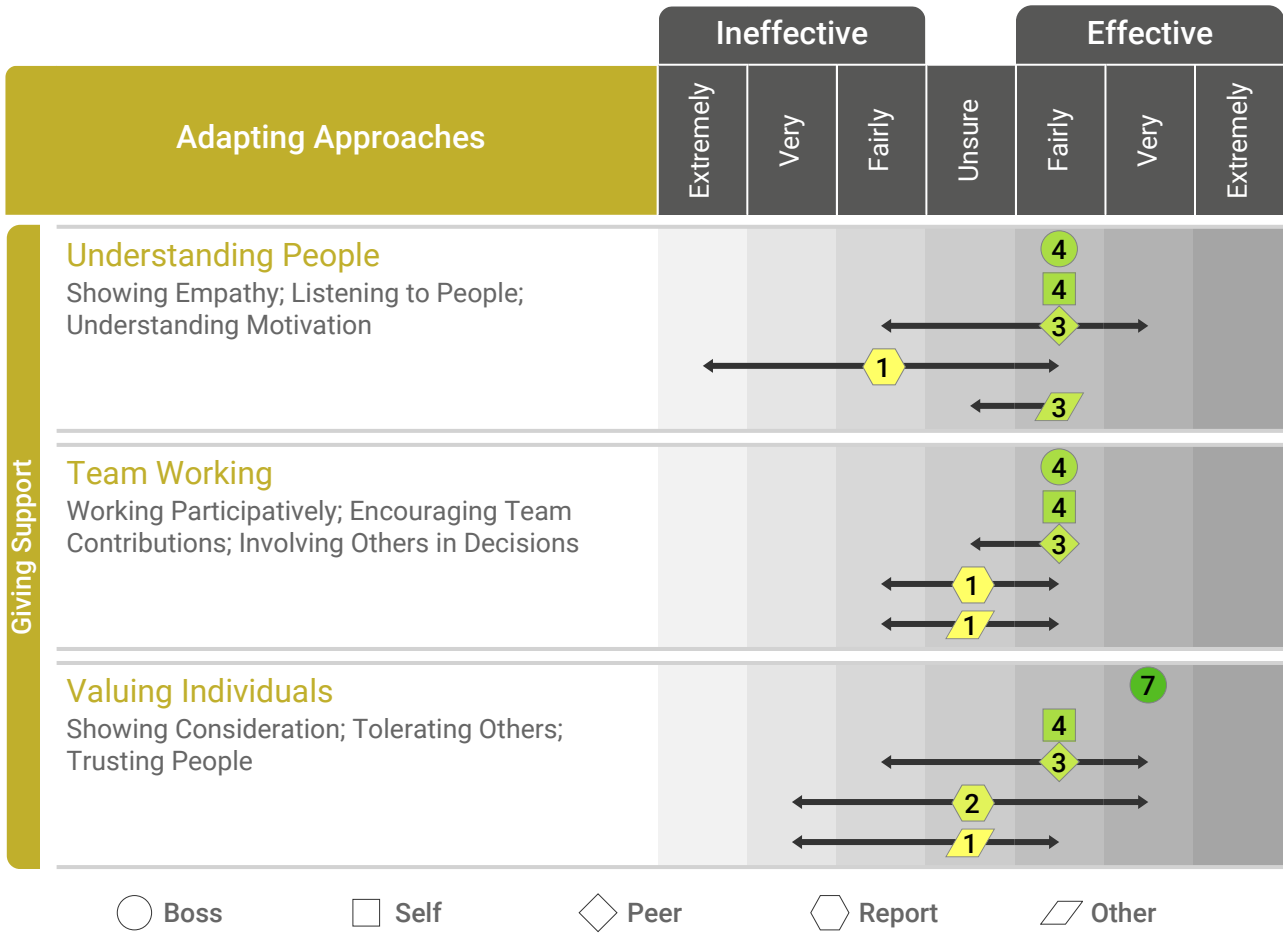 Ineffective
Effective
Adapting Approaches
Extremely
Very
Fairly
Unsure
Fairly
Very
Extremely
Giving Support
Understanding People
Showing Empathy; Listening to People;
Understanding Motivation
4
4
3
1
3
Team Working
Working Participatively; Encouraging Team
Contributions; Involving Others in Decisions
4
4
3
1
1
Valuing Individuals
Showing Consideration; Tolerating Others;
Trusting People
7
4
3
2
1
Boss
Self
Peer
Report
Other